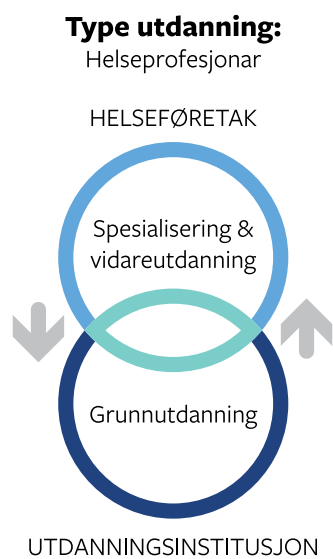 Type utdanning:
Helseprofesjonar
HELSEFØRETAK
Spesialisering &
vidareutdanning
Grunnutdanning
UTDANNINGSINSTITUSJON